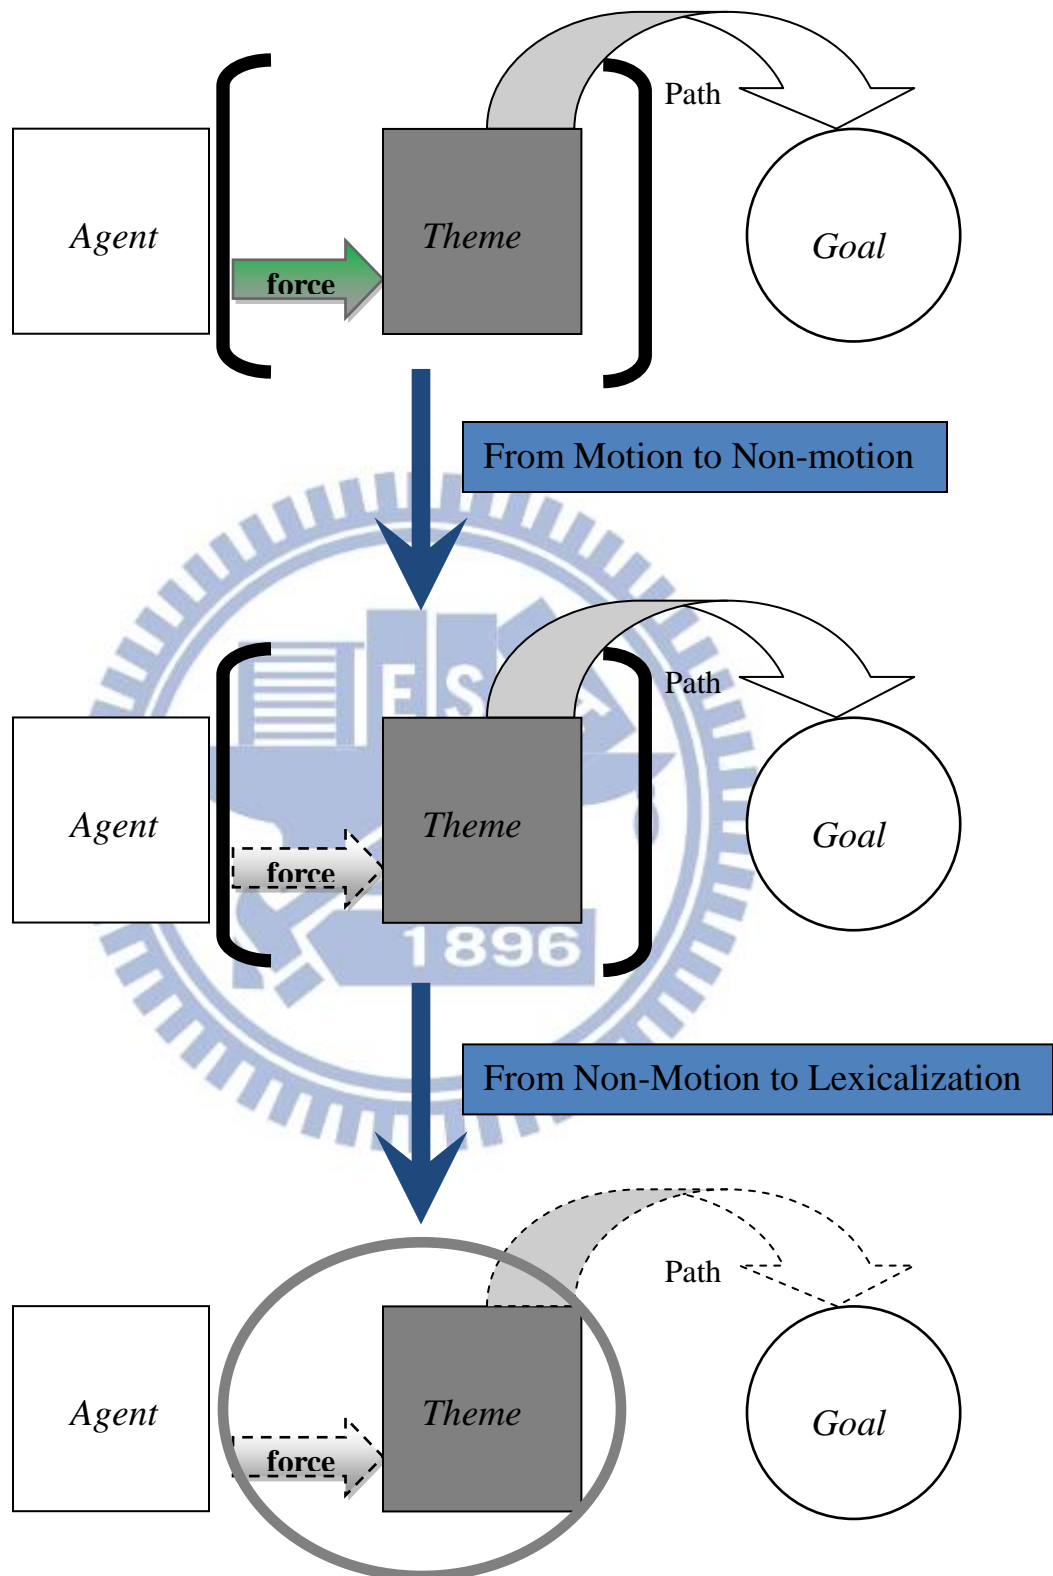 Path
Agent
Theme
Goal
force
From Motion to Non-motion
E S
Path
Agent
Theme
Goal
force
1896
From Non-Motion to Lexicalization
Path
Agent
Theme
Goal
force